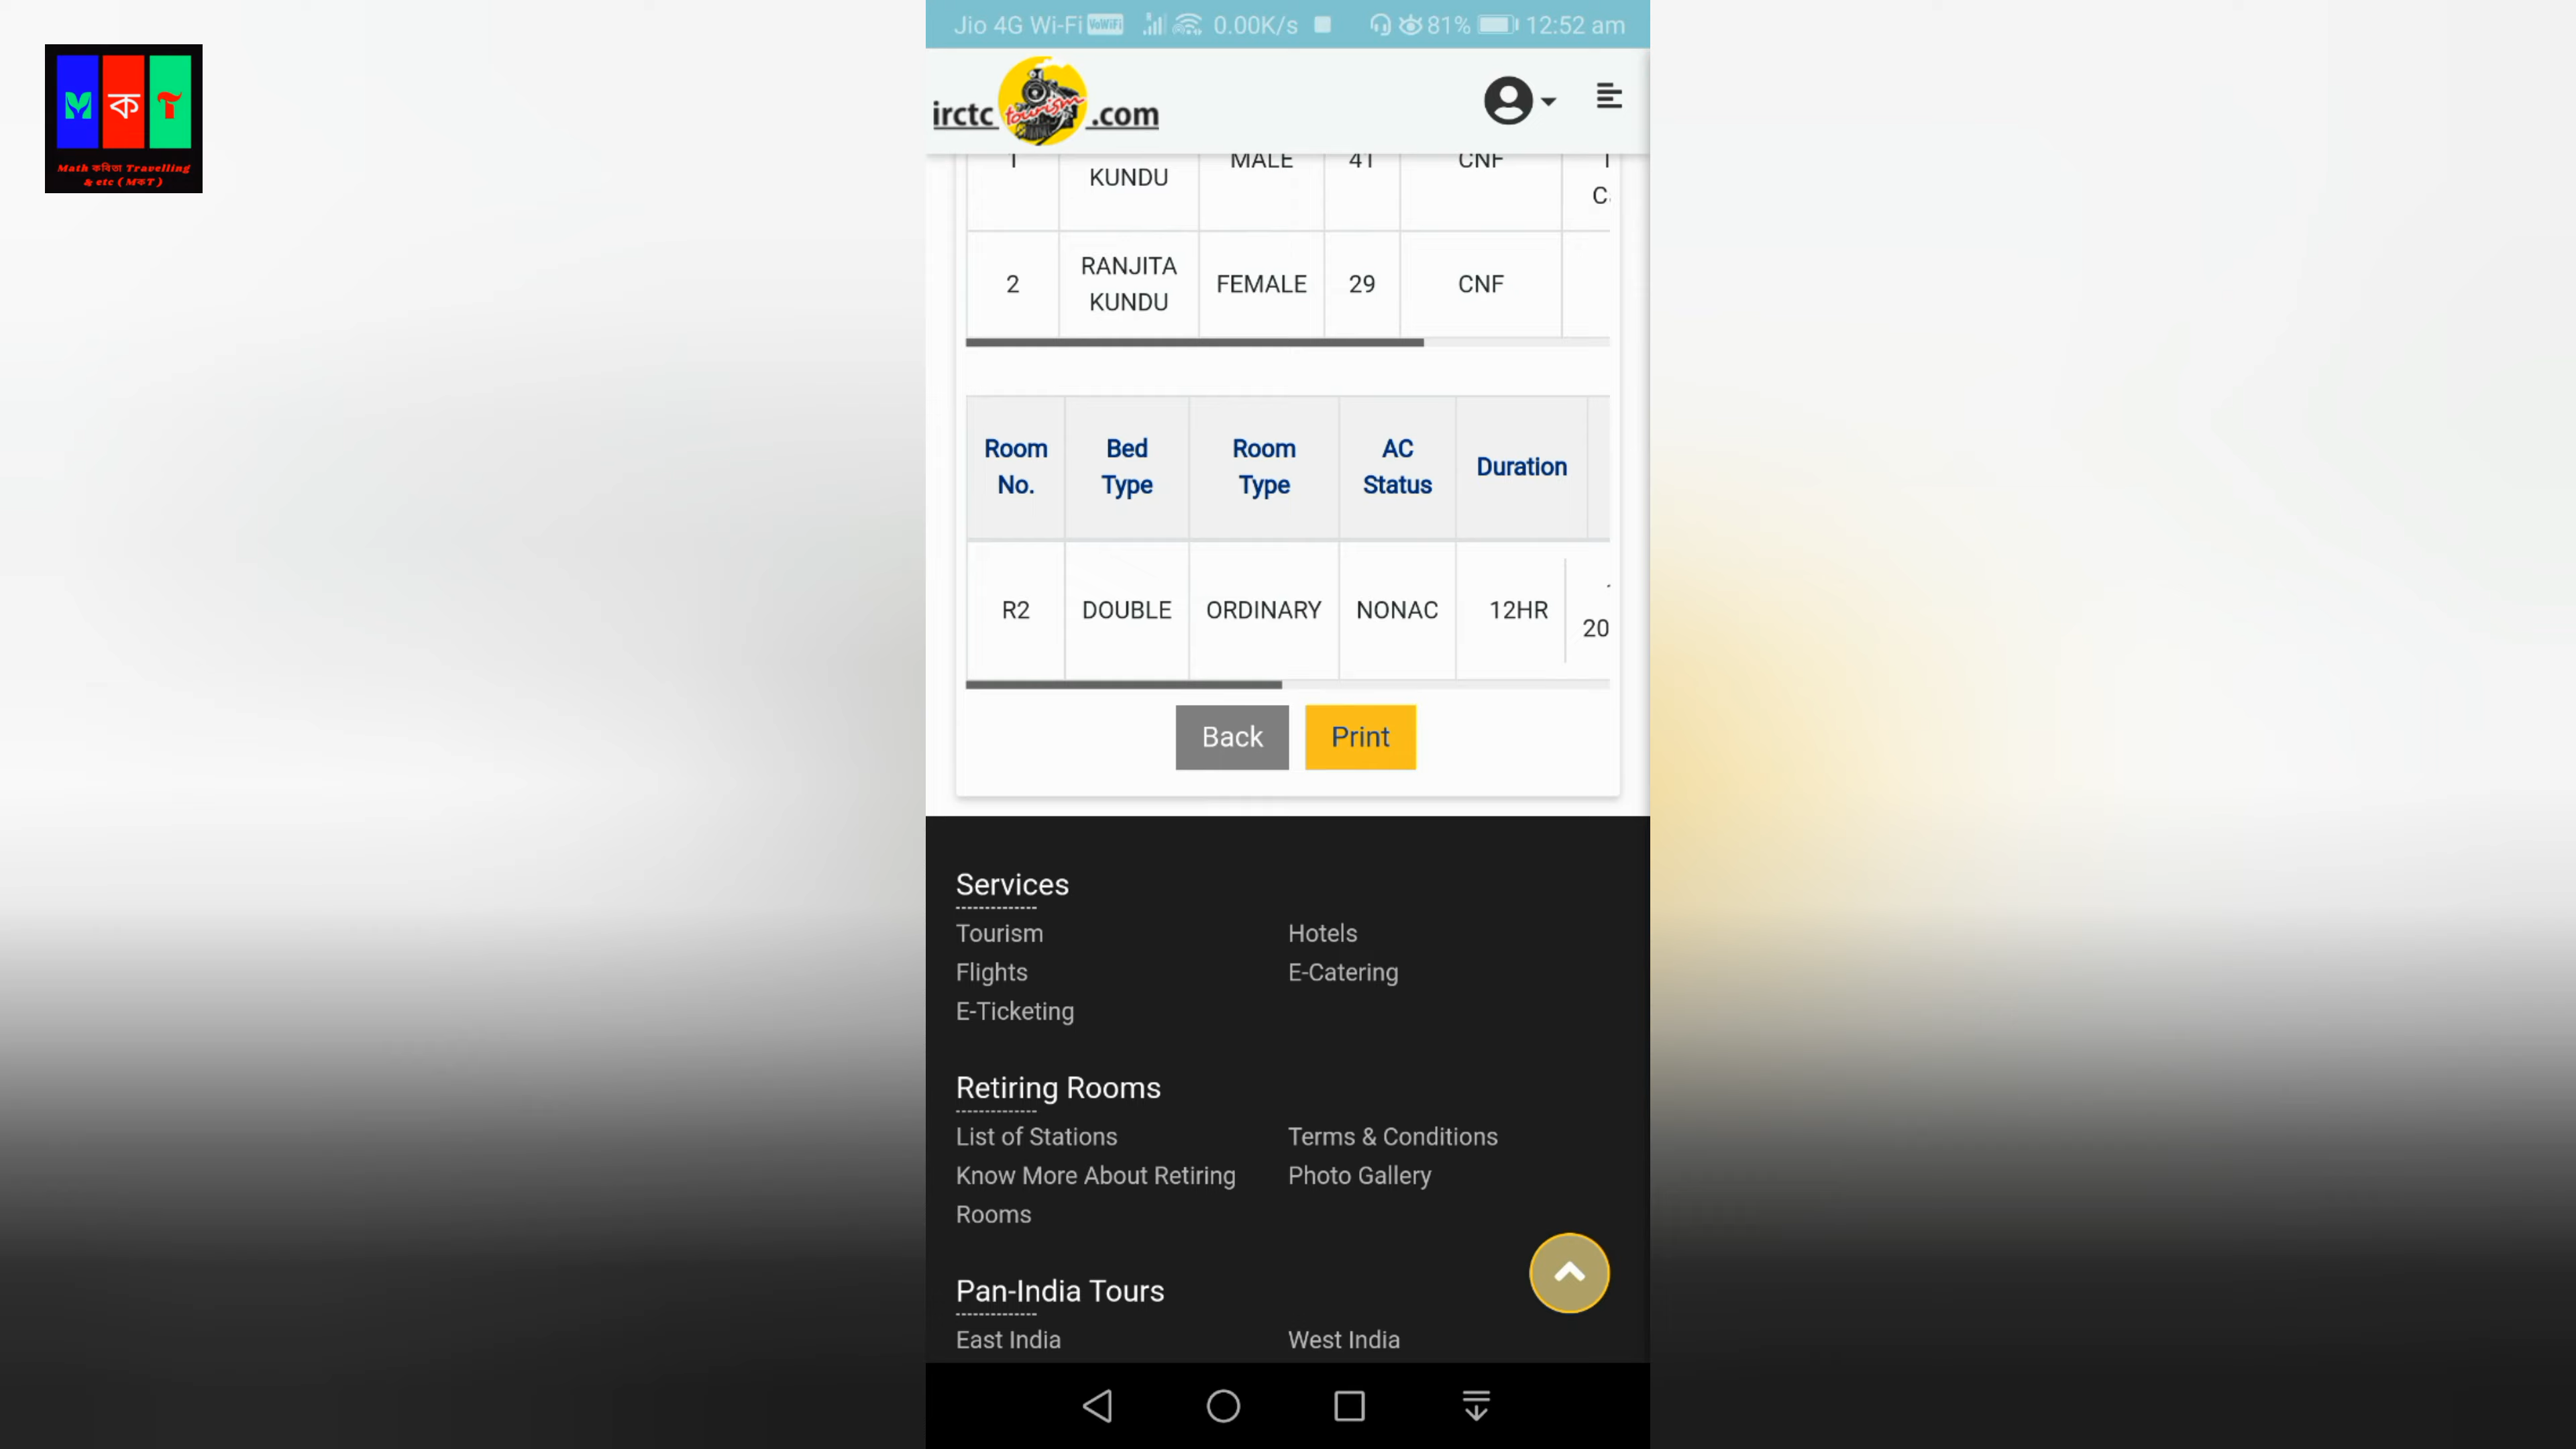 Jio 4G Wi-Fi VoWiFi 0.00K/s 81% 12:52 am
M ক T
Math কবিতা Travelling
& etc ( MকT )
irctc tourism .com
1 KUNDU MALE 41 CNF
2 RANJITA KUNDU FEMALE 29 CNF
Room No. Bed Type Room Type AC Status Duration
R2 DOUBLE ORDINARY NONAC 12HR 20
Back Print
Services
Tourism Hotels
Flights E-Catering
E-Ticketing
Retiring Rooms
List of Stations Terms & Conditions
Know More About Retiring Photo Gallery
Rooms
Pan-India Tours
East India West India